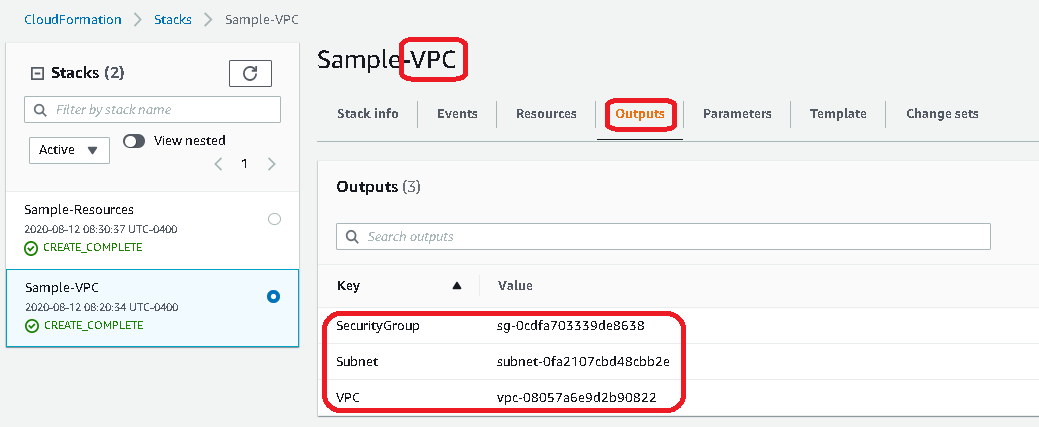 CloudFormation > Stacks > Sample-VPC
Stacks (2)
Filter by stack name
Active
View nested
1
Sample-Resources
2020-08-12 08:30:37 UTC-0400
CREATE_COMPLETE
Sample-VPC
2020-08-12 08:20:34 UTC-0400
CREATE_COMPLETE
Sample-VPC
Stack info Events Resources Outputs Parameters Template Change sets
Outputs (3)
Search outputs
Key Value
SecurityGroup sg-0cdfa703339de8638
Subnet subnet-0fa2107cbd48cbb2e
VPC vpc-08057a6e9d2b90822